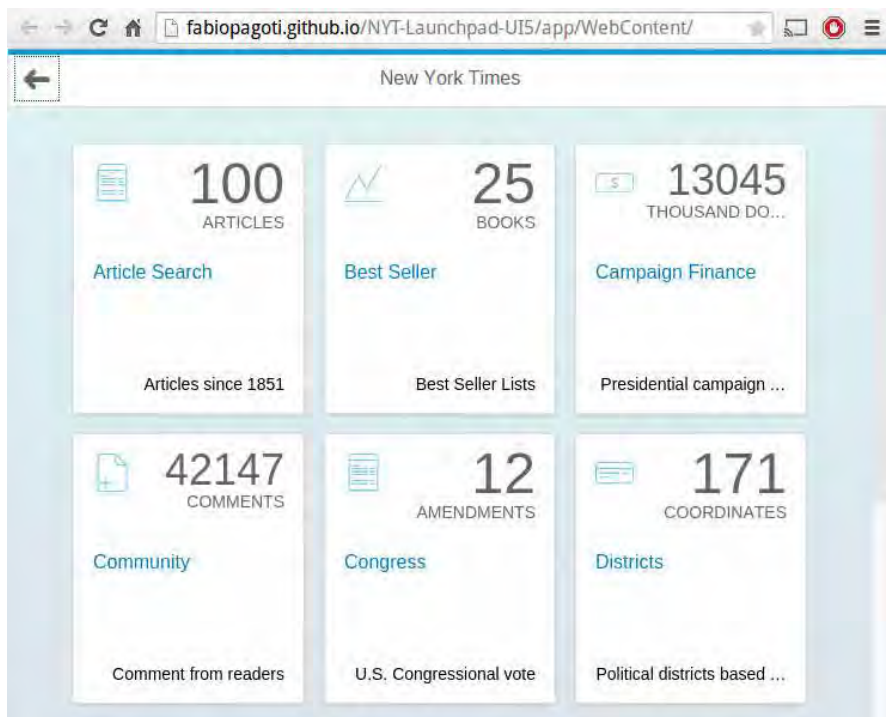 fabiopagoti.github.io/NYT-Launchpad-UI5/app/WebContent/
New York Times
100
ARTICLES
Article Search
Articles since 1851
25
BOOKS
Best Seller
Best Seller Lists
$
13045
THOUSAND DO...
Campaign Finance
Presidential campaign ...
42147
COMMENTS
Community
Comment from readers
12
AMENDMENTS
Congress
U.S. Congressional vote
171
COORDINATES
Districts
Political districts based ...